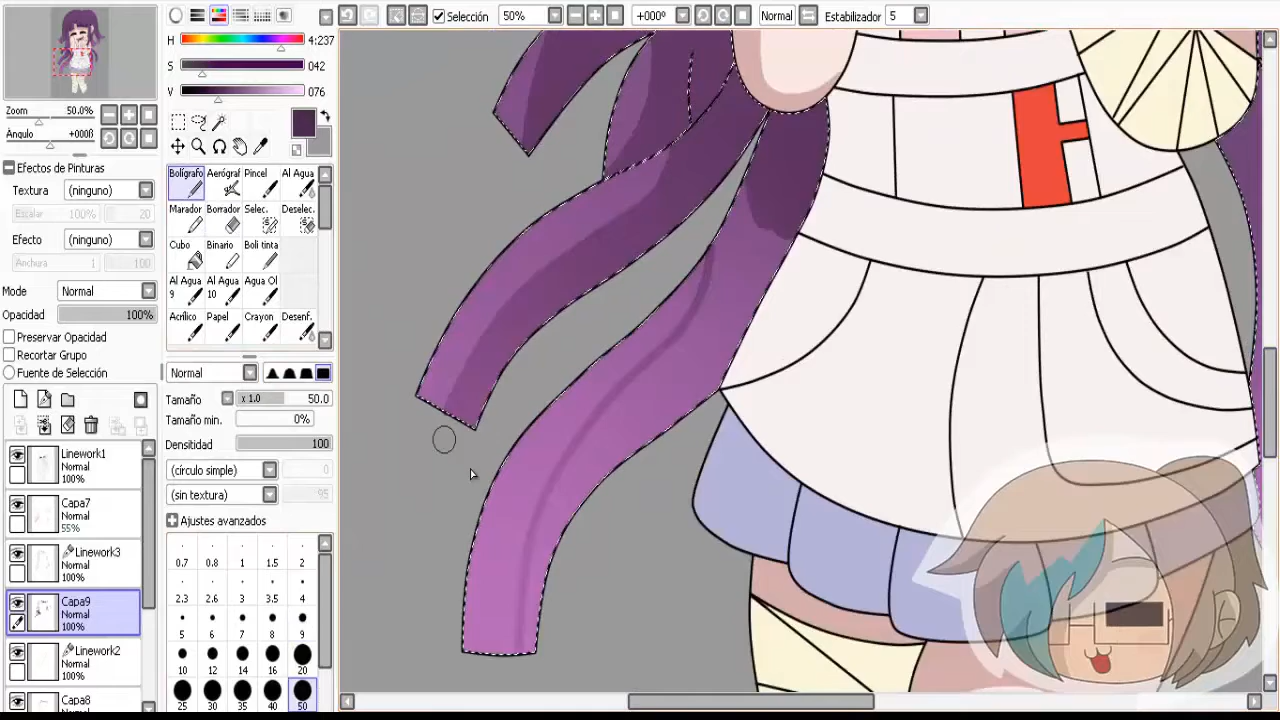 Selección
50%
+000º
Normal
Estabilizador
5
H
4:237
S
042
V
076
Zoom
50.0%
Ángulo
+000º
Efectos de Pinturas
Textura
(ninguno)
Escalar
100%
20
Efecto
(ninguno)
Anchura
1
100
Mode
Normal
Opacidad
100%
Preservar Opacidad
Recortar Grupo
Fuente de Selección
Bolígrafo
Aerógraf
Pincel
Al Agua
Marador
Borrador
Selec.
Deselec.
Cubo
Binario
Boli tinta
Al Agua
9
Al Agua
10
Agua Ol
Acrílico
Papel
Crayon
Desenf.
Normal
Tamaño
x 1.0
50.0
Tamaño min.
0%
Densitidad
100
(círculo simple)
0
(sin textura)
95
Ajustes avanzados
0.7
0.8
1
1.5
2
2.3
2.6
3
3.5
4
5
6
7
8
9
10
12
14
16
20
25
30
35
40
50
Linework1
Normal
100%
Capa7
Normal
55%
Linework3
100%
Capa9
Normal
100%
Linework2
100%
Capa8